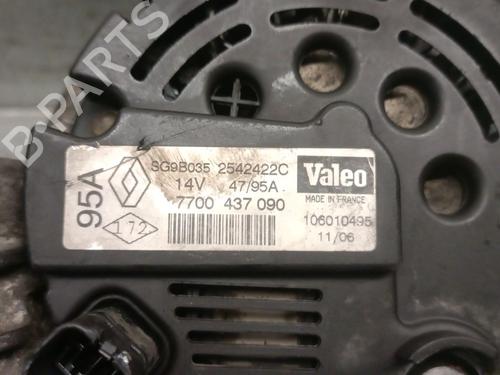 B-PARTS
95A
SG9B035 2542422C
14V 47/95A
7700 437 090
172
Valeo
MADE IN FRANCE
106010495
11/06